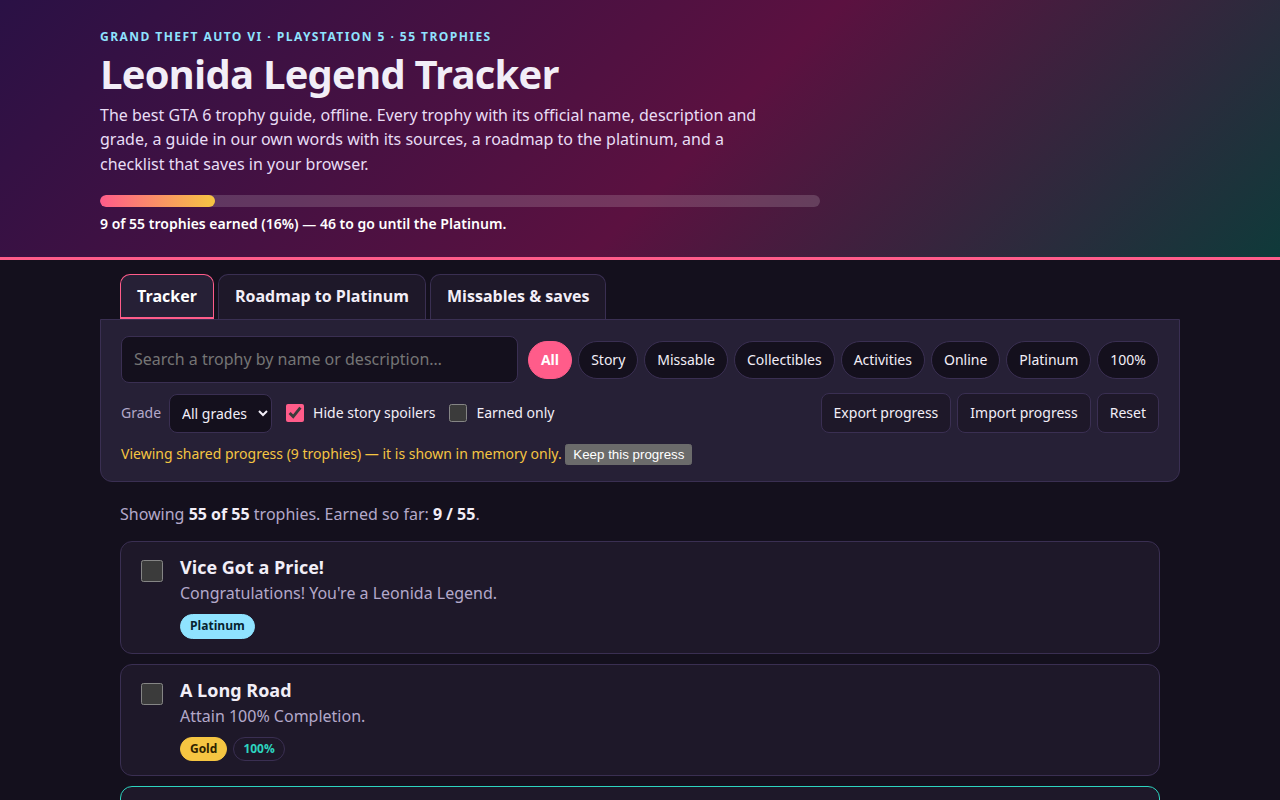 GRAND THEFT AUTO VI · PLAYSTATION 5 · 55 TROPHIES
Leonida Legend Tracker
The best GTA 6 trophy guide, offline. Every trophy with its official name, description and
grade, a guide in our own words with its sources, a roadmap to the platinum, and a
checklist that saves in your browser.
9 of 55 trophies earned (16%) — 46 to go until the Platinum.
Tracker Roadmap to Platinum Missables & saves
Search a trophy by name or description... All Story Missable Collectibles Activities Online Platinum 100%
Grade All grades Hide story spoilers Earned only Export progress Import progress Reset
Viewing shared progress (9 trophies) — it is shown in memory only. Keep this progress
Showing 55 of 55 trophies. Earned so far: 9 / 55.
Vice Got a Price!
Congratulations! You're a Leonida Legend.
Platinum
A Long Road
Attain 100% Completion.
Gold 100%